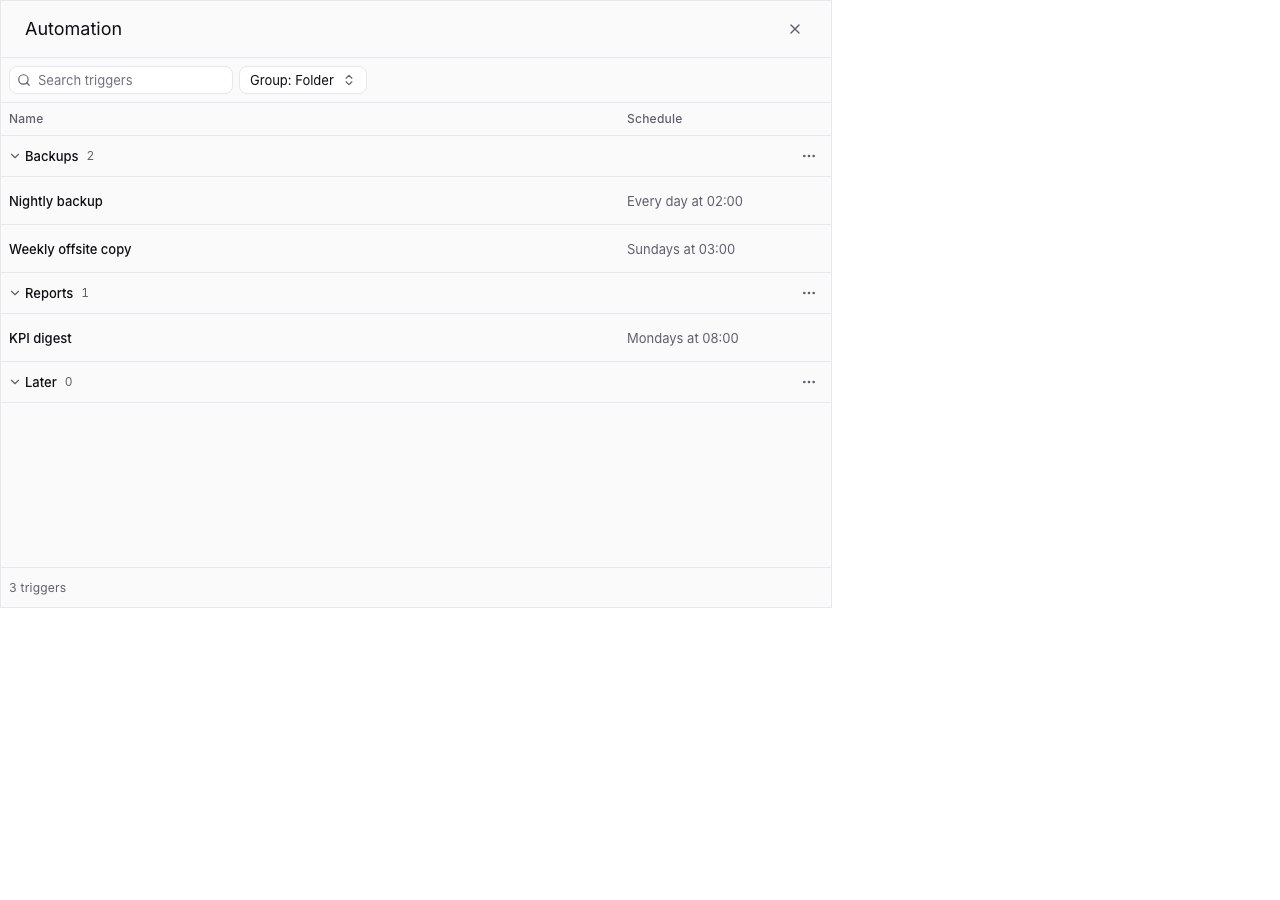 Automation
Search triggers
Group: Folder
Name Schedule
Backups 2
Nightly backup Every day at 02:00
Weekly offsite copy Sundays at 03:00
Reports 1
KPI digest Mondays at 08:00
Later 0
3 triggers